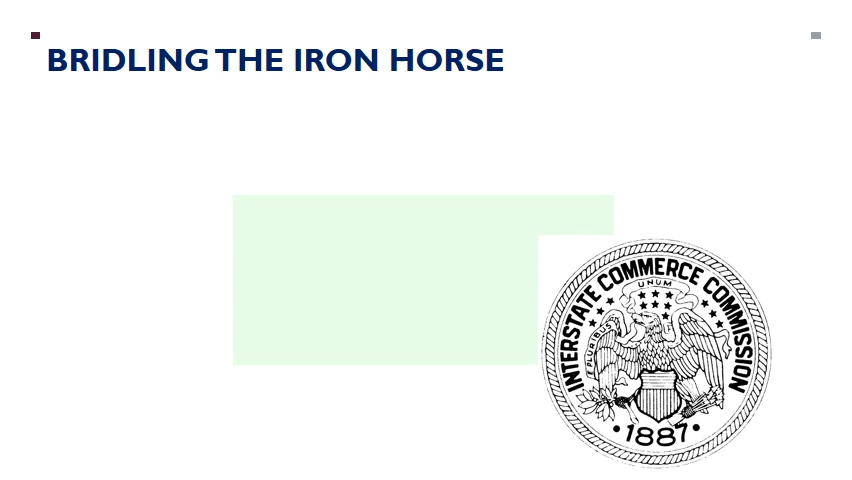 BRIDLING THE IRON HORSE
INTERSTATE COMMERCE COMMISSION
UNUM
E PLURIBUS
• 1887 •